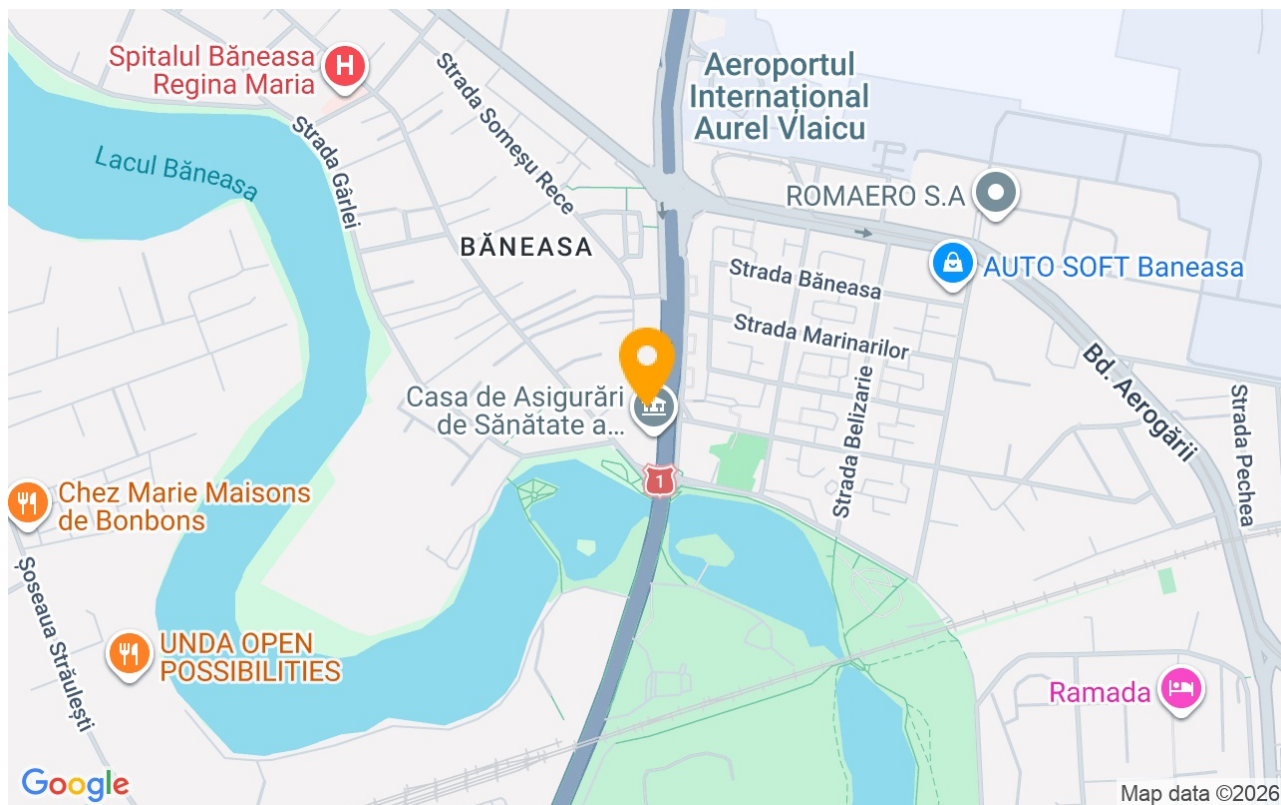 Spitalul Băneasa
Regina Maria
Aeroportul
Internațional
Aurel Vlaicu
Strada Someșu Rece
Strada Gârlei
Lacul Băneasa
ROMAERO S.A
BĂNEASA
Strada Băneasa
AUTO SOFT Baneasa
Strada Marinarilor
Bd. Aerogării
Strada Belizarie
Strada Pechea
Casa de Asigurări
de Sănătate a...
1
Chez Marie Maisons
de Bonbons
Șoseaua Străulești
UNDA OPEN
POSSIBILITIES
Ramada
Google
Map data ©2026
H